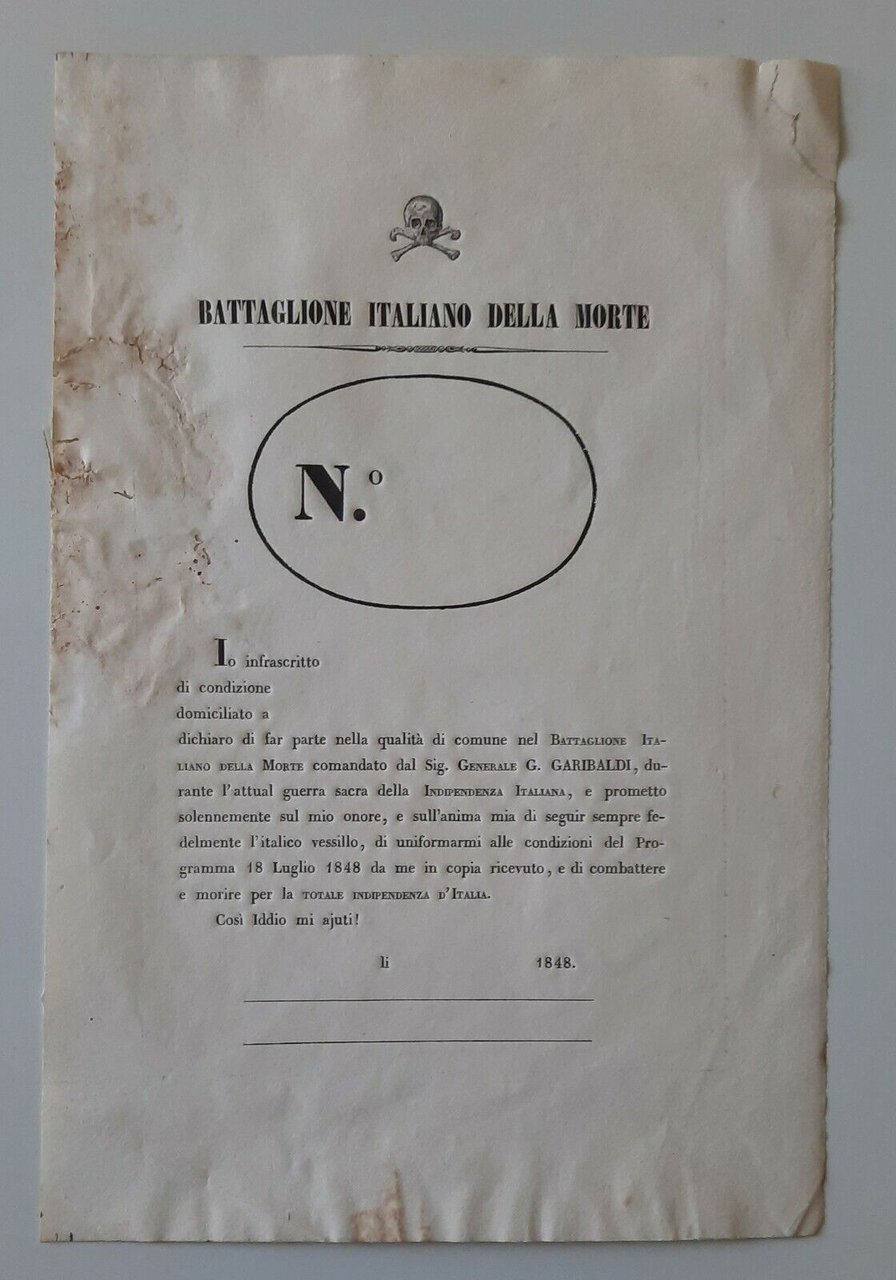 BATTAGLIONE ITALIANO DELLA MORTE
N.º
Io infrascritto
di condizione
domiciliato a
dichiaro di far parte nella qualità di comune nel BATTAGLIONE ITA-
LIANO DELLA MORTE comandato dal Sig. GENERALE G. GARIBALDI, du-
rante l'attual guerra sacra della INDIPENDENZA ITALIANA, e prometto
solennemente sul mio onore, e sull'anima mia di seguir sempre fe-
delmente l'italico vessillo, di uniformarmi alle condizioni del Pro-
gramma 18 Luglio 1848 da me in copia ricevuto, e di combattere
e morire per la TOTALE INDIPENDENZA D'ITALIA.
Così Iddio mi ajuti!
li 1848.